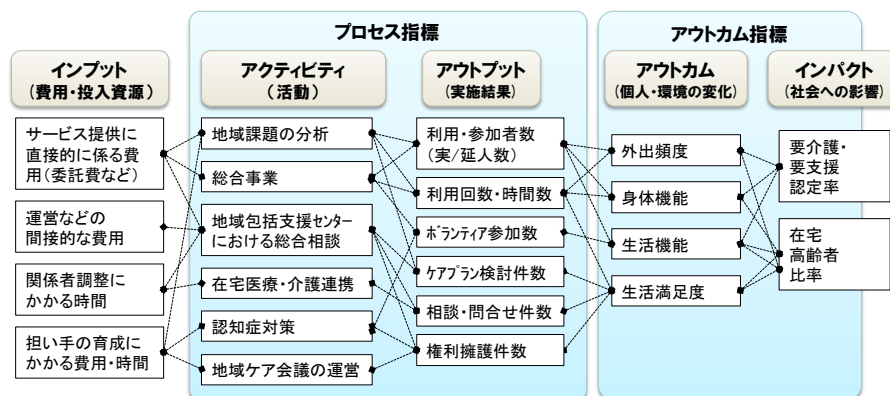 プロセス指標
アウトカム指標
インプット
(費用・投入資源)
アクティビティ
(活動)
アウトプット
(実施結果)
アウトカム
(個人・環境の変化)
インパクト
(社会への影響)
サービス提供に
直接的に係る費
用(委託費など)
運営などの
間接的な費用
関係者調整に
かかる時間
担い手の育成に
かかる費用・時間
地域課題の分析
総合事業
地域包括支援センター
における総合相談
在宅医療・介護連携
認知症対策
地域ケア会議の運営
利用・参加者数
(実/延人数)
利用回数・時間数
ボランティア参加数
ケアプラン検討件数
相談・問合せ件数
権利擁護件数
外出頻度
身体機能
生活機能
生活満足度
要介護・
要支援
認定率
在宅
高齢者
比率